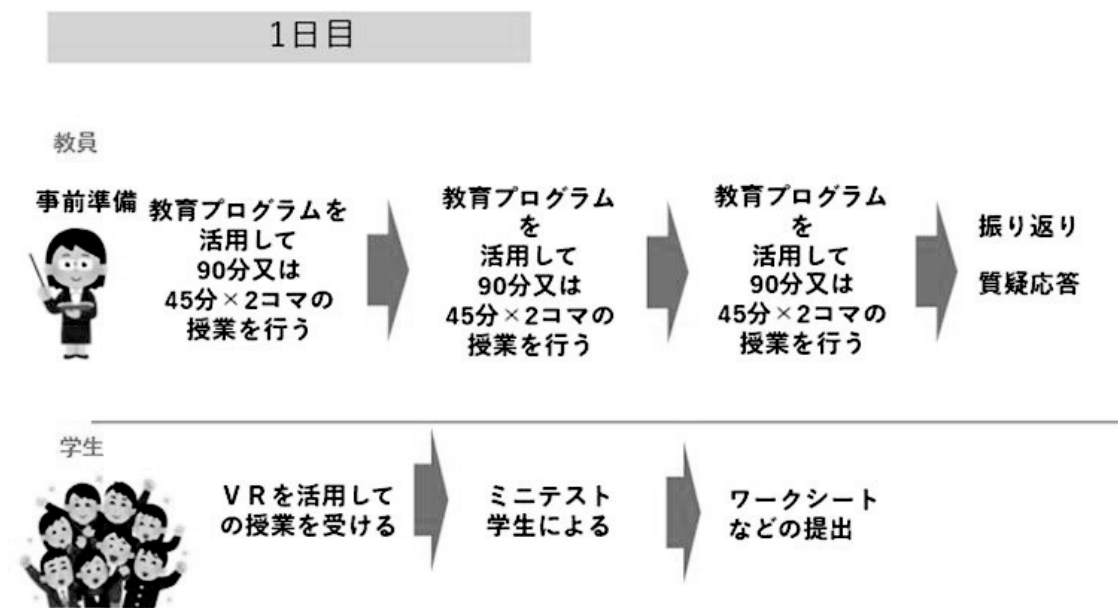 1日目
教員
事前準備
教育プログラムを
活用して
90分又は
45分×2コマの
授業を行う
教育プログラム
を
活用して
90分又は
45分×2コマの
授業を行う
教育プログラム
を
活用して
90分又は
45分×2コマの
授業を行う
振り返り
質疑応答
学生
ＶＲを活用して
の授業を受ける
ミニテスト
学生による
ワークシート
などの提出